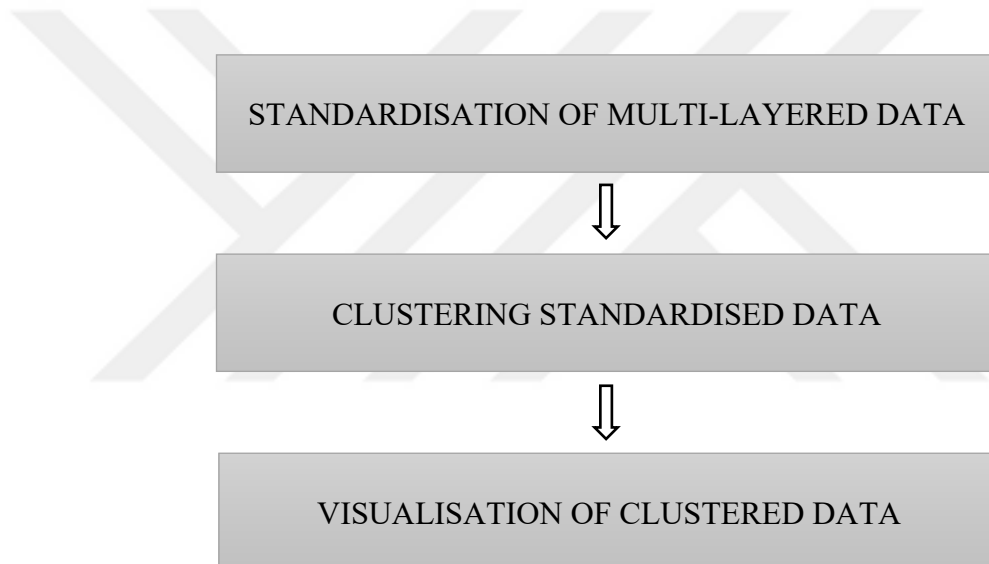 STANDARDISATION OF MULTI-LAYERED DATA
CLUSTERING STANDARDISED DATA
VISUALISATION OF CLUSTERED DATA